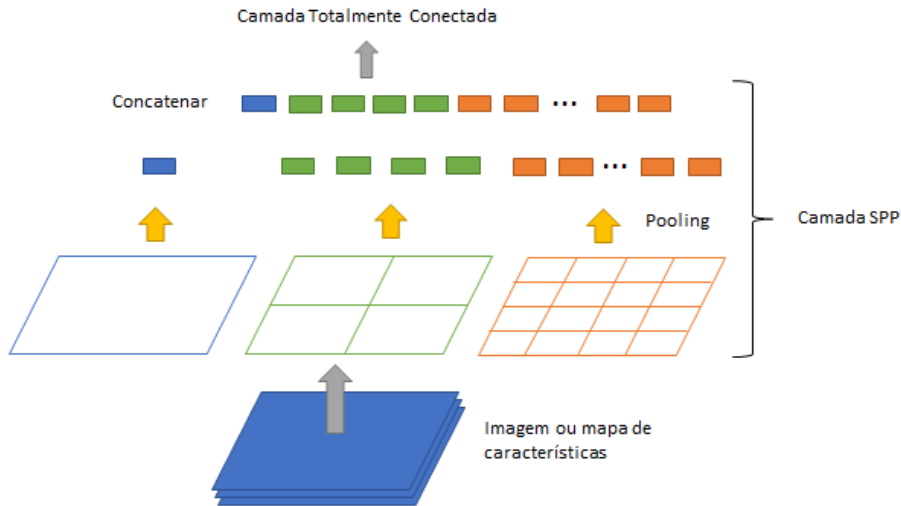 Camada Totalmente Conectada
Concatenar
...
...
Pooling
Camada SPP
Imagem ou mapa de
características